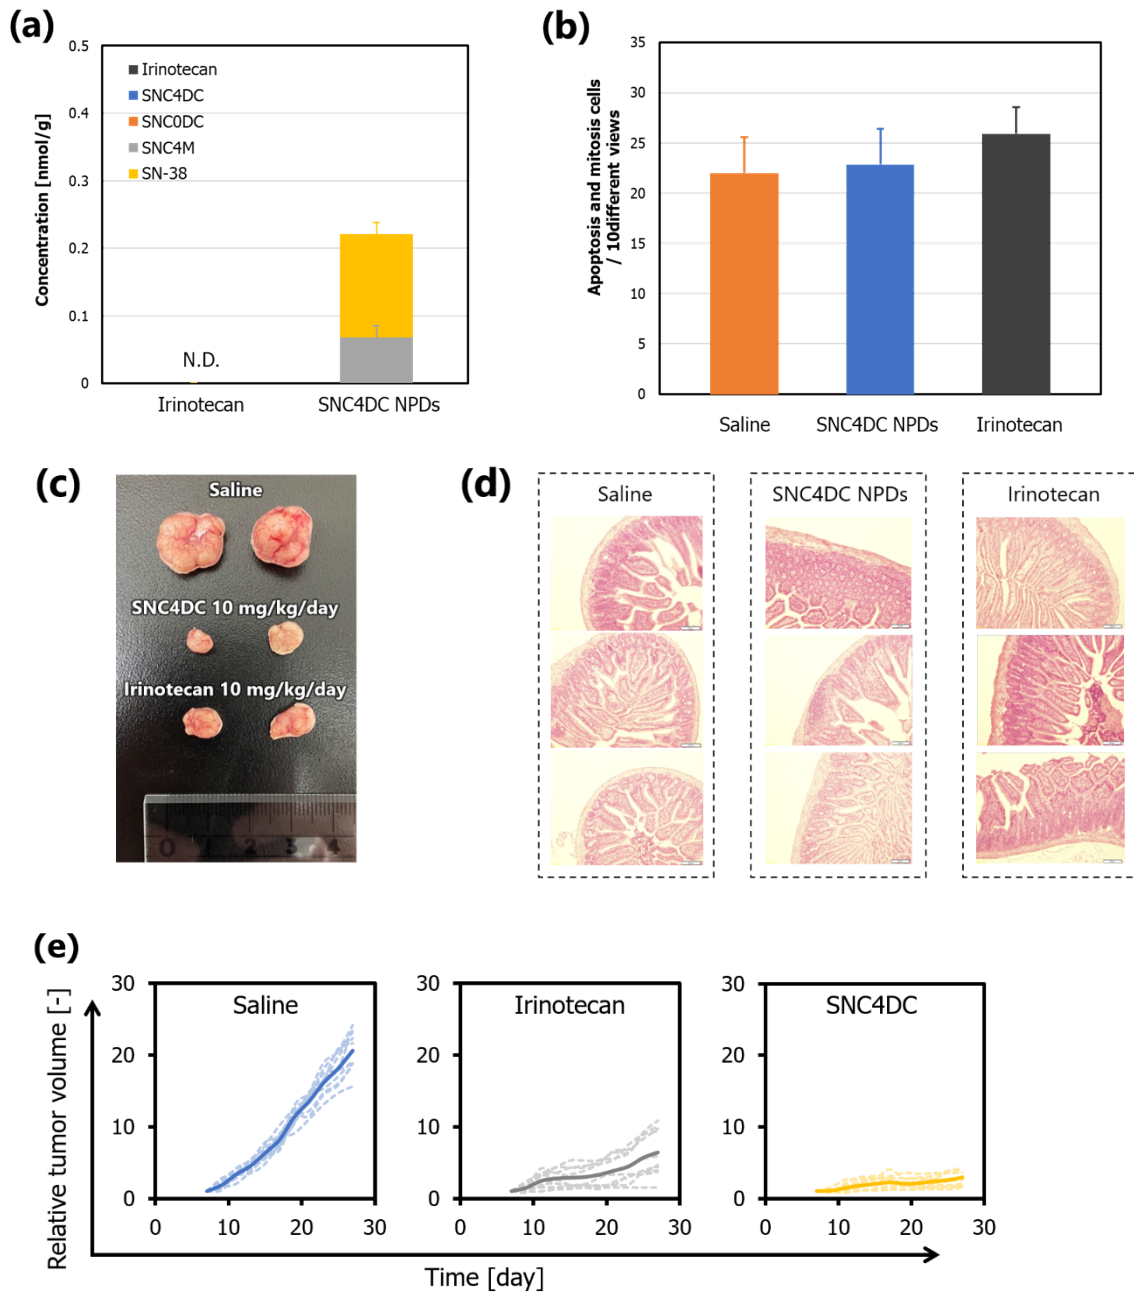 (a)
Concentration [nmol/g]
0.5
0.4
0.3
0.2
0.1
0
Irinotecan
SNC4DC
SNC0DC
SNC4M
SN-38
N.D.
Irinotecan
SNC4DC NPDs
(b)
Apoptosis and mitosis cells
/ 10different views
35
30
25
20
15
10
5
0
Saline
SNC4DC NPDs
Irinotecan
(c)
Saline
SNC4DC 10 mg/kg/day
Irinotecan 10 mg/kg/day
0 1 2 3 4
(d)
Saline
SNC4DC NPDs
Irinotecan
(e)
Relative tumor volume [-]
30
20
10
0
Saline
0 10 20 30
30
20
10
0
Irinotecan
0 10 20 30
30
20
10
0
SNC4DC
0 10 20 30
Time [day]